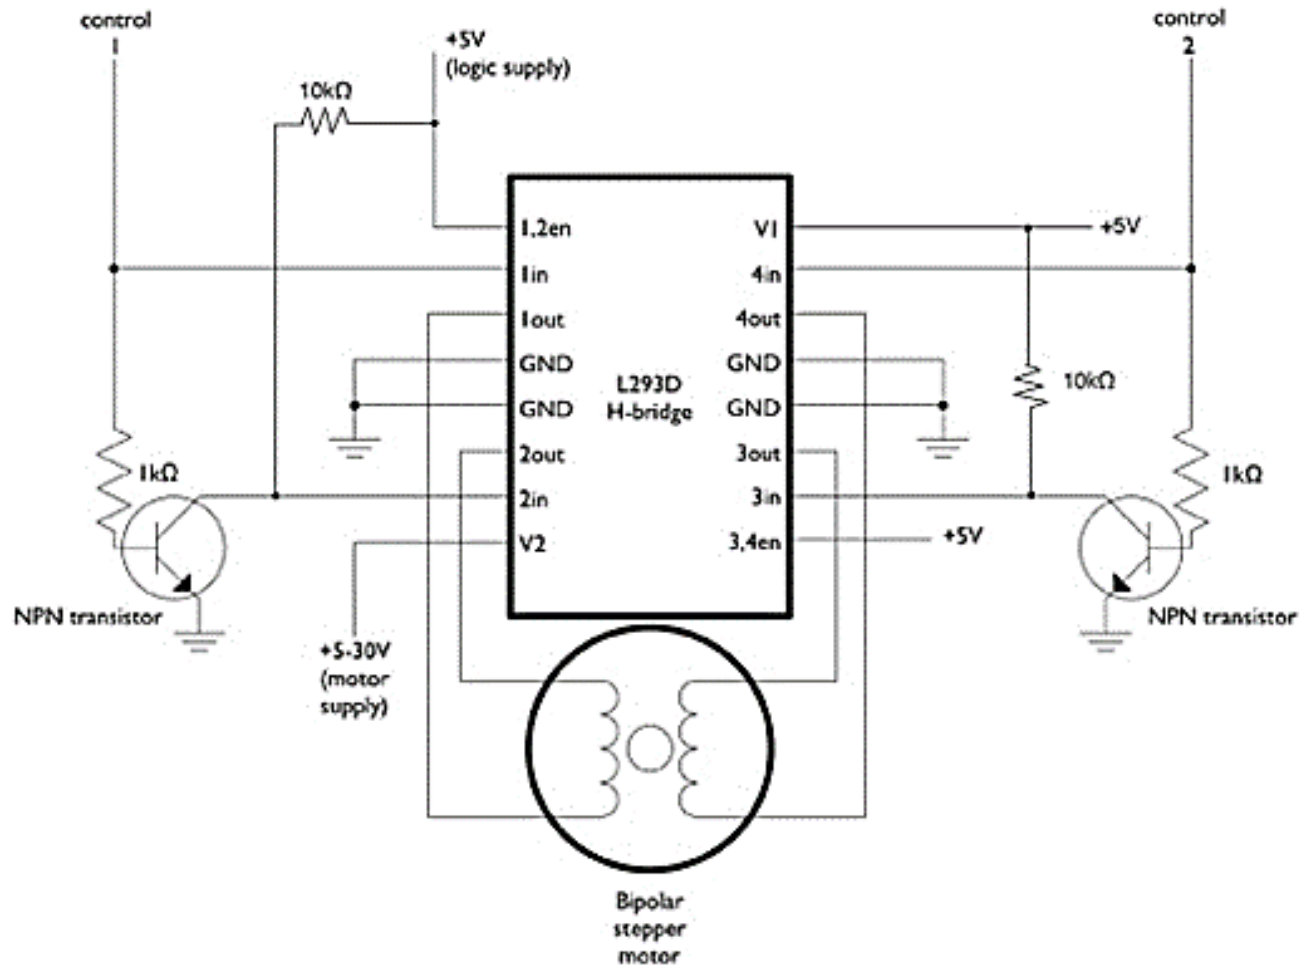 control
1
control
2
+5V
(logic supply)
10kΩ
1,2en
V1
+5V
1in
4in
1out
4out
GND
GND
L293D
H-bridge
10kΩ
GND
GND
2out
3out
1kΩ
1kΩ
2in
3in
V2
3,4en
+5V
NPN transistor
NPN transistor
+5-30V
(motor
supply)
Bipolar
stepper
motor